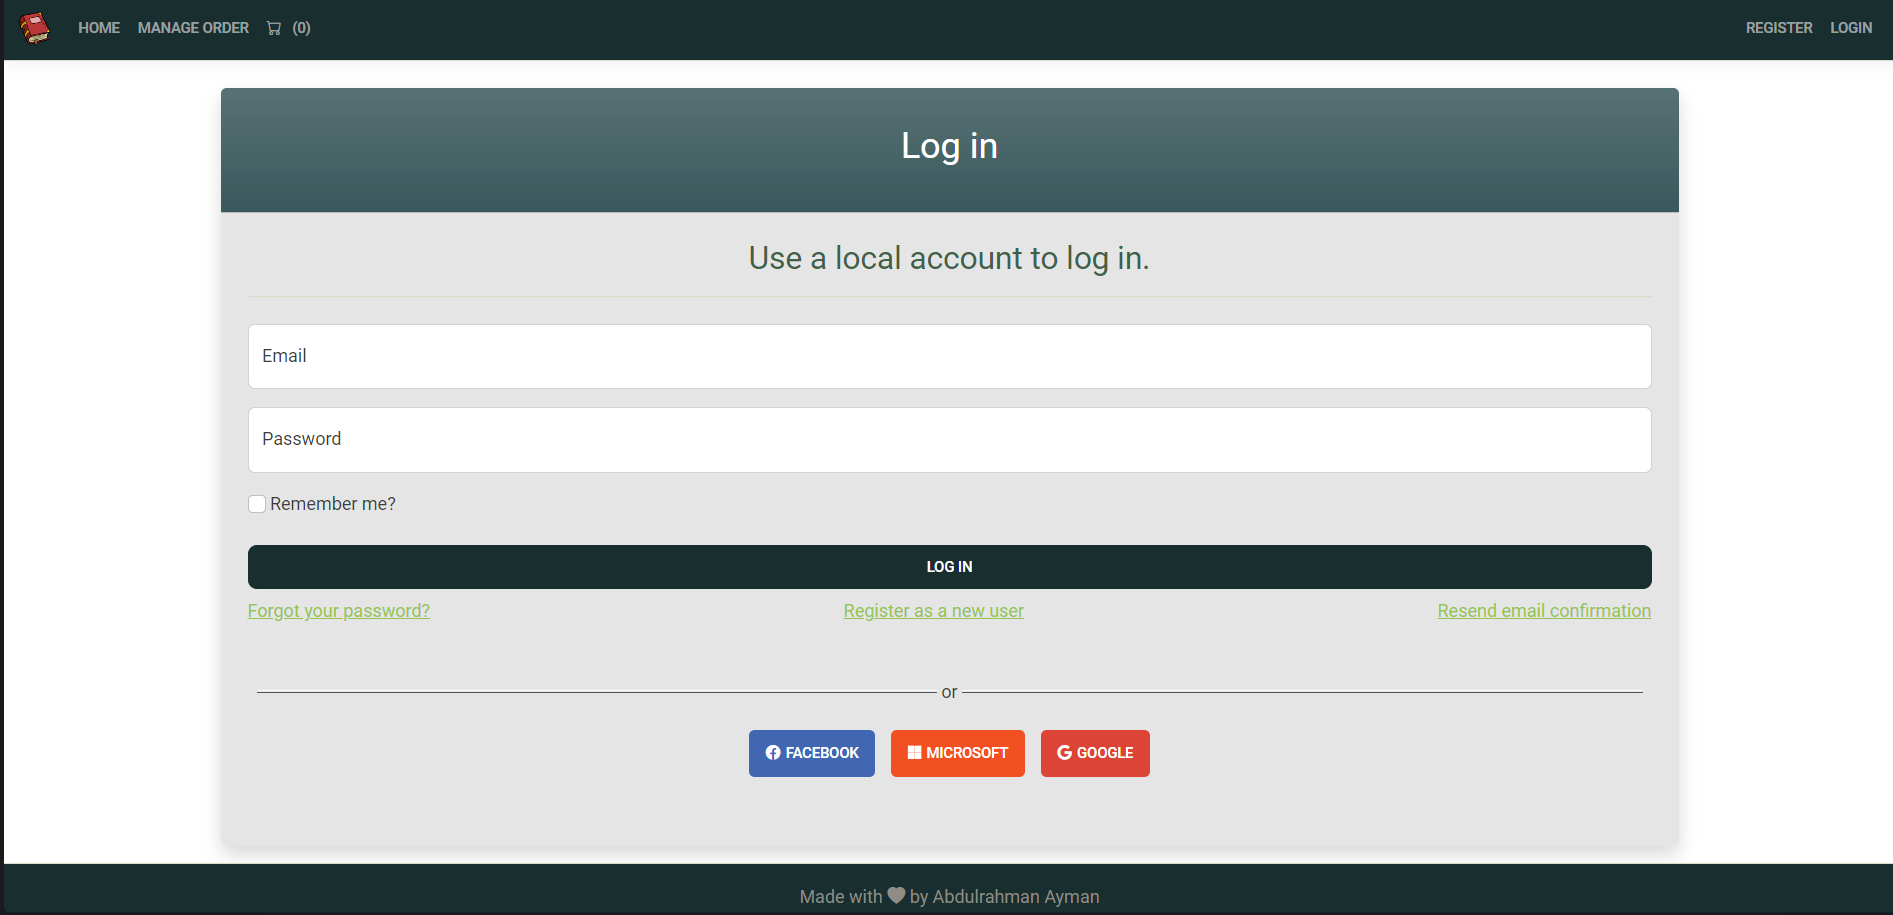 HOME MANAGE ORDER (0) REGISTER LOGIN
Log in
Use a local account to log in.
Email
Password
Remember me?
LOG IN
Forgot your password? Register as a new user Resend email confirmation
or
FACEBOOK MICROSOFT GOOGLE
Made with by Abdulrahman Ayman